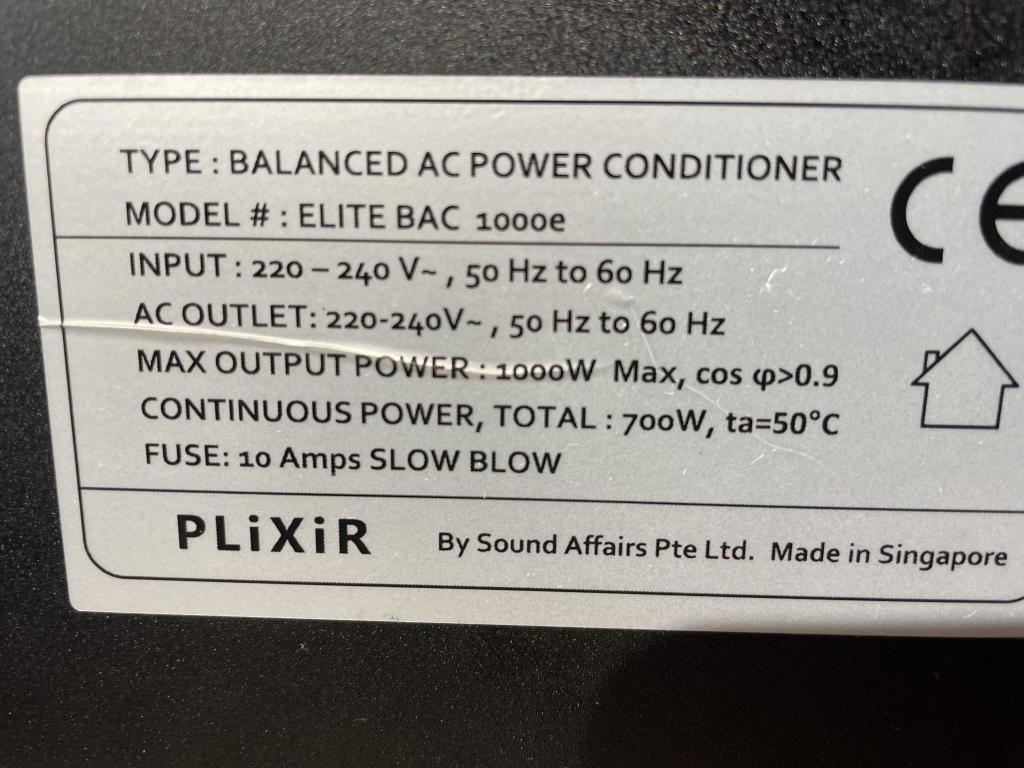 TYPE : BALANCED AC POWER CONDITIONER
MODEL # : ELITE BAC 1000e
INPUT : 220 – 240 V~ , 50 Hz to 60 Hz
AC OUTLET: 220-240V~ , 50 Hz to 60 Hz
MAX OUTPUT POWER : 1000W Max, cos φ>0.9
CONTINUOUS POWER, TOTAL : 700W, ta=50°C
FUSE: 10 Amps SLOW BLOW
PLiXiR By Sound Affairs Pte Ltd. Made in Singapore
CE